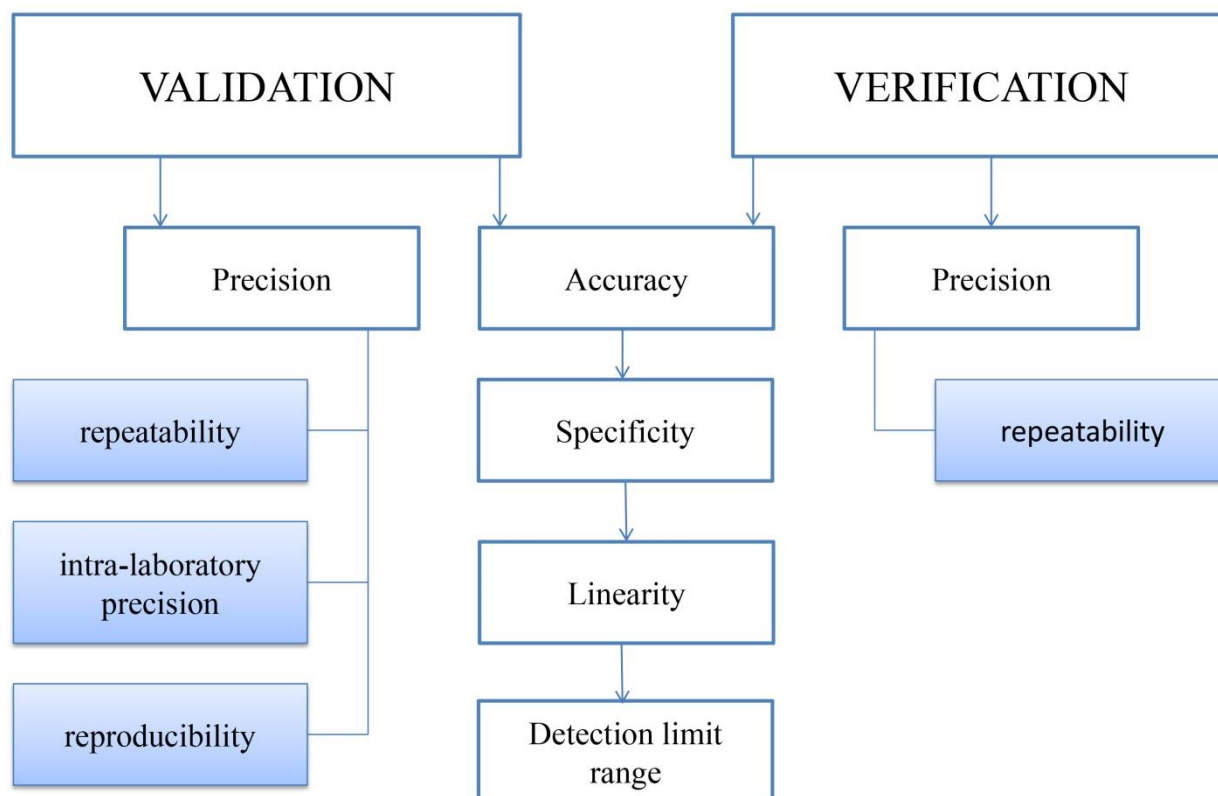 VALIDATION
VERIFICATION
Precision
Accuracy
Precision
repeatability
Specificity
repeatability
intra-laboratory
precision
Linearity
reproducibility
Detection limit
range